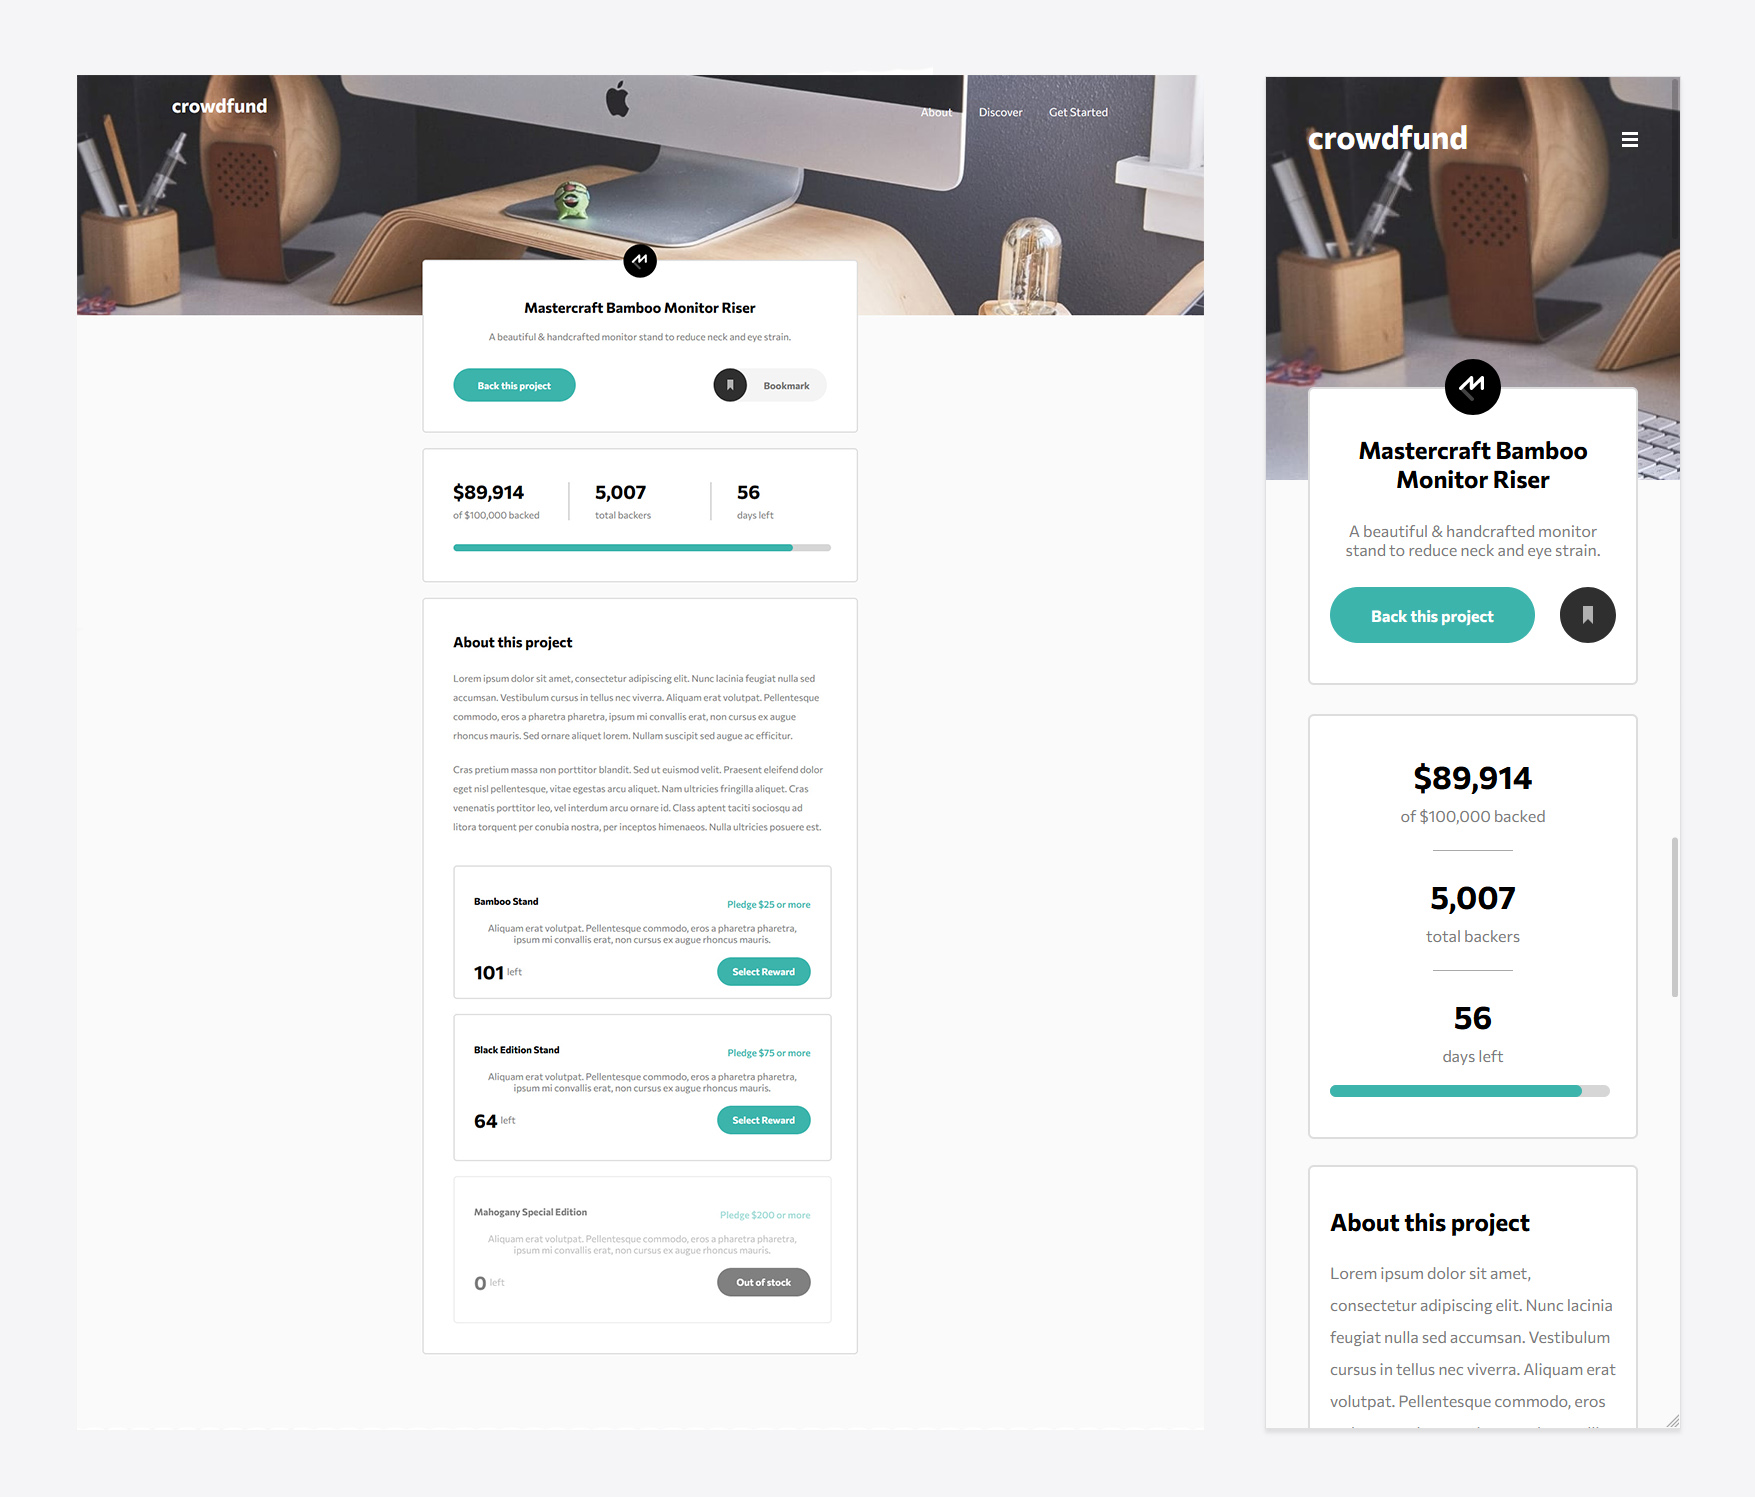 crowdfund
About Discover Get Started
Mastercraft Bamboo Monitor Riser
A beautiful & handcrafted monitor stand to reduce neck and eye strain.
Back this project
Bookmark
$89,914
of $100,000 backed
5,007
total backers
56
days left
About this project
Lorem ipsum dolor sit amet, consectetur adipiscing elit. Nunc lacinia feugiat nulla sed
accumsan. Vestibulum cursus in tellus nec viverra. Aliquam erat volutpat. Pellentesque
commodo, eros a pharetra pharetra, ipsum mi convallis erat, non cursus ex augue
rhoncus mauris. Sed ornare aliquet lorem. Nullam suscipit sed augue ac efficitur.
Cras pretium massa non porttitor blandit. Sed ut euismod velit. Praesent eleifend dolor
eget nisl pellentesque, vitae egestas arcu aliquet. Nam ultricies fringilla aliquet. Cras
venenatis porttitor leo, vel interdum arcu ornare id. Class aptent taciti sociosqu ad
litora torquent per conubia nostra, per inceptos himenaeos. Nulla ultricies posuere est.
Bamboo Stand
Pledge $25 or more
Aliquam erat volutpat. Pellentesque commodo, eros a pharetra pharetra,
ipsum mi convallis erat, non cursus ex augue rhoncus mauris.
101 left
Select Reward
Black Edition Stand
Pledge $75 or more
Aliquam erat volutpat. Pellentesque commodo, eros a pharetra pharetra,
ipsum mi convallis erat, non cursus ex augue rhoncus mauris.
64 left
Select Reward
Mahogany Special Edition
Pledge $200 or more
Aliquam erat volutpat. Pellentesque commodo, eros a pharetra pharetra,
ipsum mi convallis erat, non cursus ex augue rhoncus mauris.
0 left
Out of stock
crowdfund
Mastercraft Bamboo
Monitor Riser
A beautiful & handcrafted monitor
stand to reduce neck and eye strain.
Back this project
$89,914
of $100,000 backed
5,007
total backers
56
days left
About this project
Lorem ipsum dolor sit amet,
consectetur adipiscing elit. Nunc lacinia
feugiat nulla sed accumsan. Vestibulum
cursus in tellus nec viverra. Aliquam erat
volutpat. Pellentesque commodo, eros